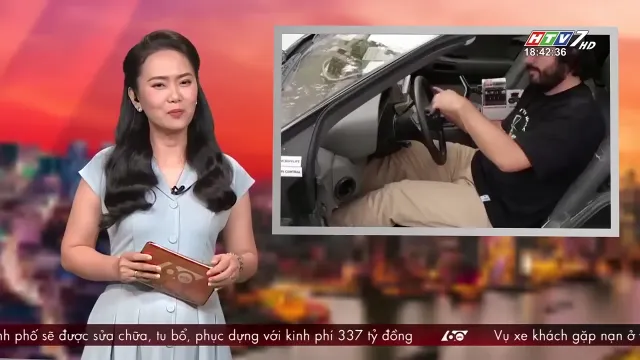 HTV7 HD
18:42:36
nh phố sẽ được sửa chữa, tu bổ, phục dựng với kinh phí 337 tỷ đồng
60
Vụ xe khách gặp nạn ở